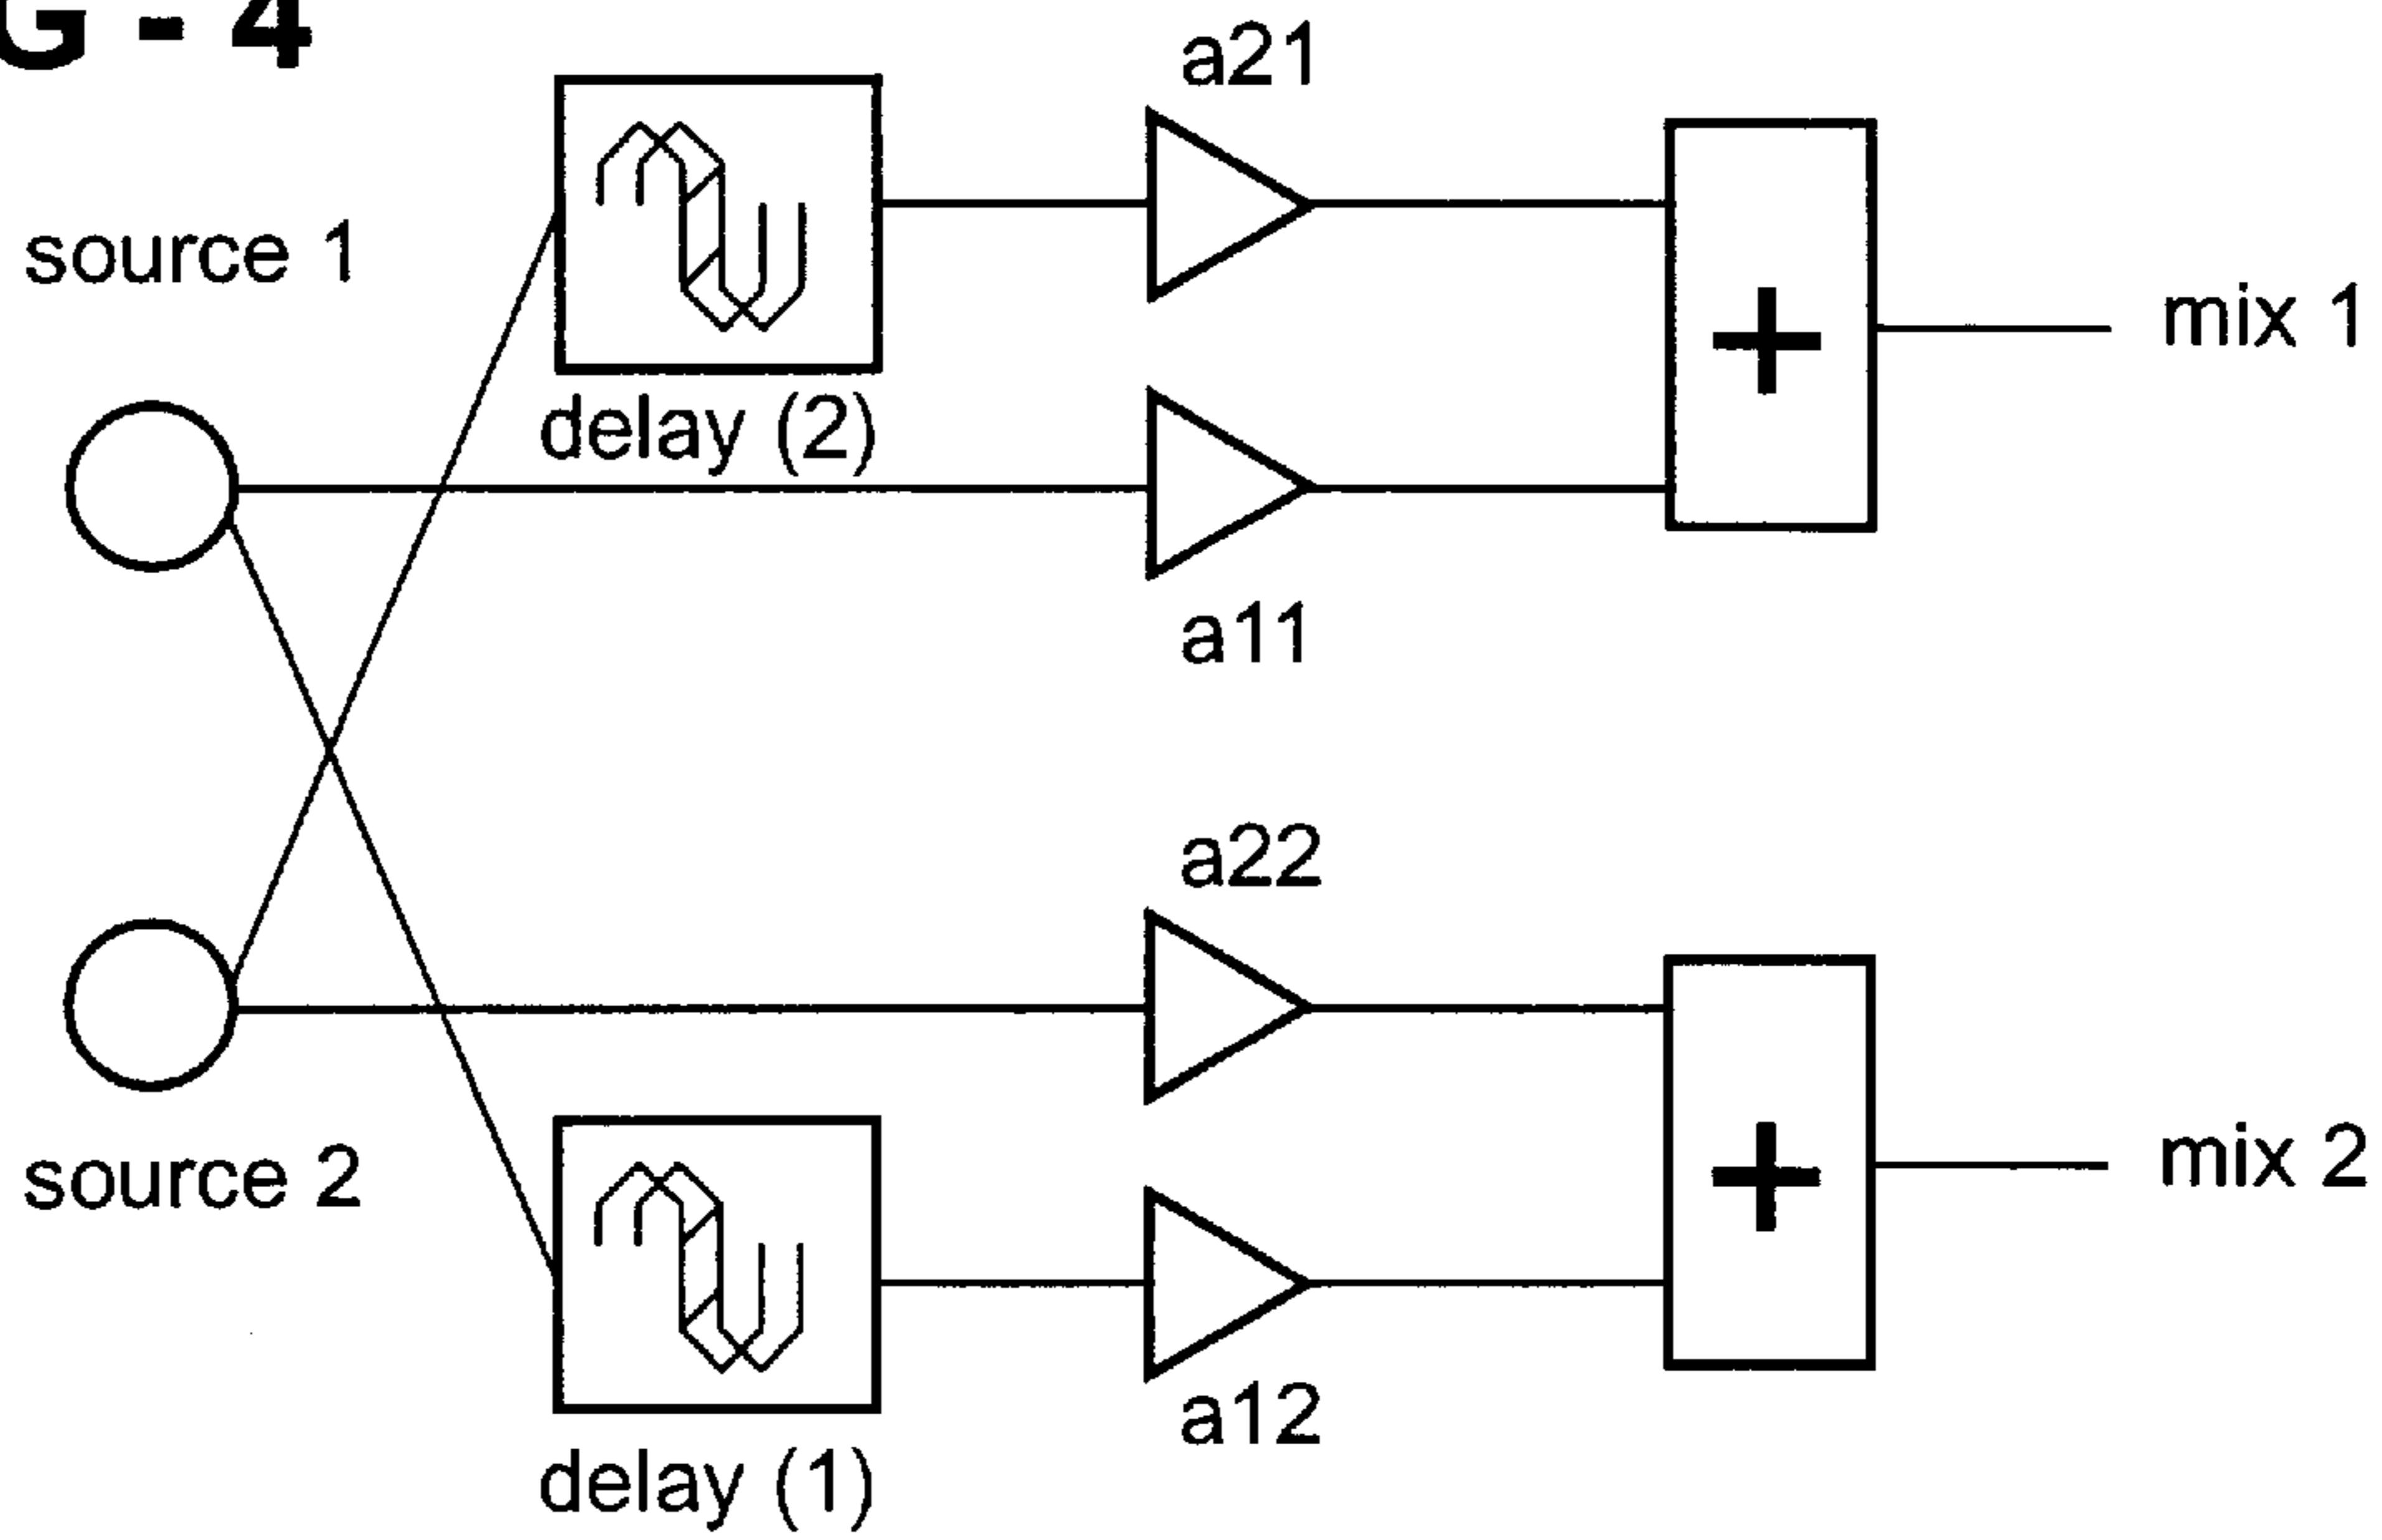 G - 4
a21
source 1
delay (2)
mix 1
a11
a22
source 2
mix 2
a12
delay (1)